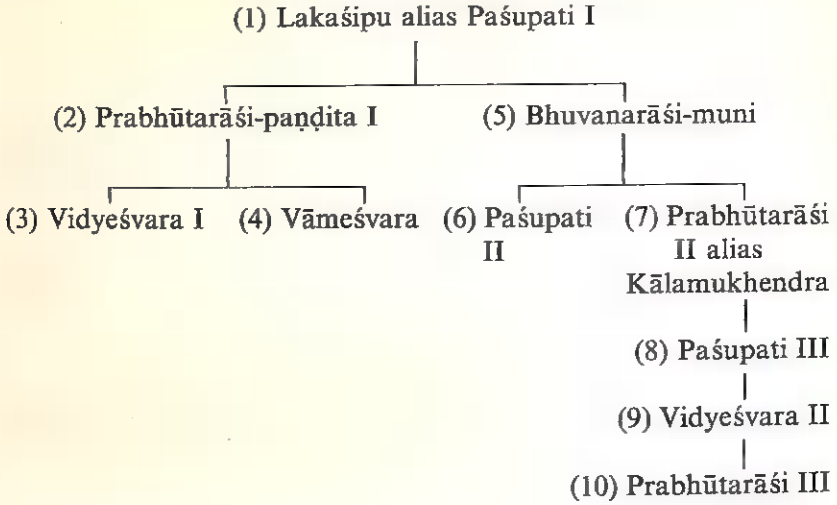 (1) Lakaśipu alias Paśupati I
(2) Prabhūtarāśi-paṇḍita I (5) Bhuvanarāśi-muni
(3) Vidyeśvara I (4) Vāmeśvara (6) Paśupati (7) Prabhūtarāśi
II II alias
Kālamukhendra
(8) Paśupati III
(9) Vidyeśvara II
(10) Prabhūtarāśi III